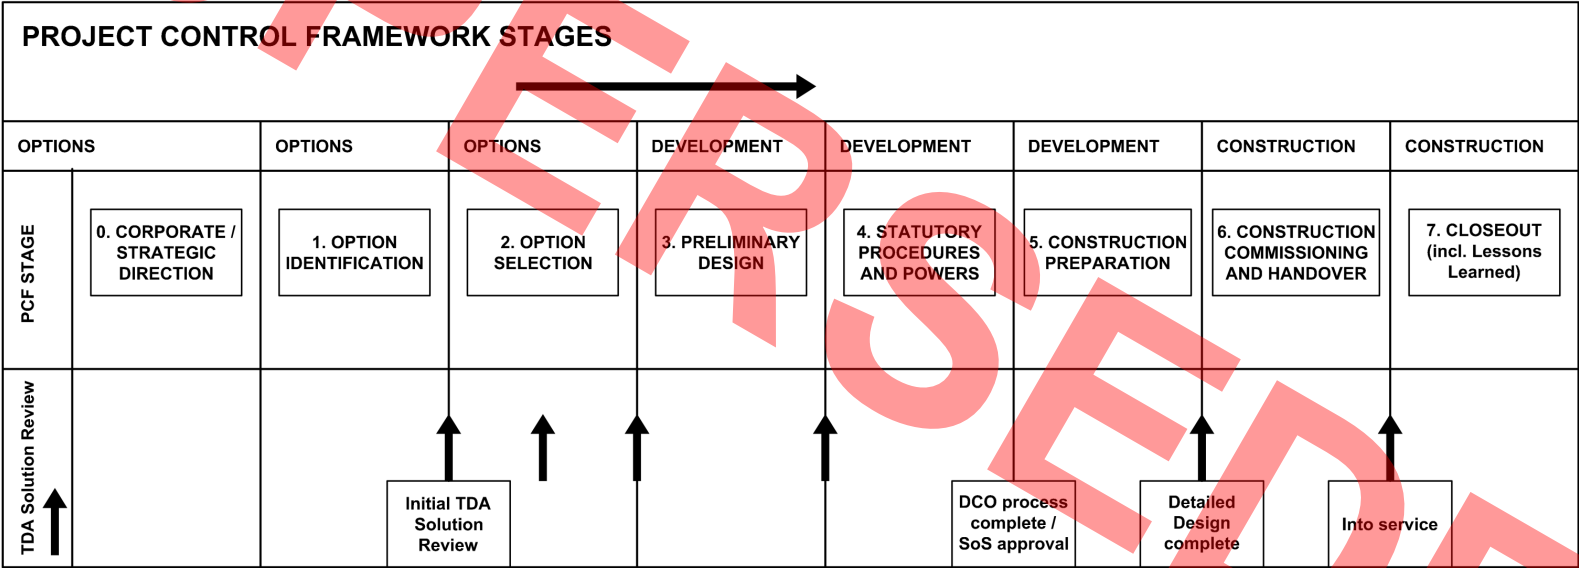 PROJECT CONTROL FRAMEWORK STAGES
OPTIONS
OPTIONS
OPTIONS
DEVELOPMENT
DEVELOPMENT
DEVELOPMENT
CONSTRUCTION
CONSTRUCTION
PCF STAGE
0. CORPORATE /
STRATEGIC
DIRECTION
1. OPTION
IDENTIFICATION
2. OPTION
SELECTION
3. PRELIMINARY
DESIGN
4. STATUTORY
PROCEDURES
AND POWERS
5. CONSTRUCTION
PREPARATION
6. CONSTRUCTION
COMMISSIONING
AND HANDOVER
7. CLOSEOUT
(incl. Lessons
Learned)
TDA Solution Review
Initial TDA
Solution
Review
DCO process
complete /
SoS approval
Detailed
Design
complete
Into service
PERSEDE